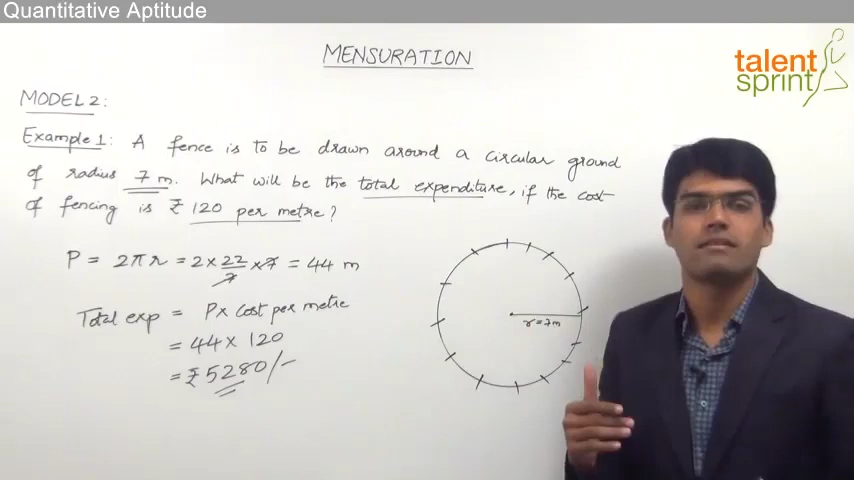 Quantitative Aptitude
MENSURATION
talent
sprint
MODEL 2:
Example 1: A fence is to be drawn around a circular ground
of radius 7 m. What will be the total expenditure, if the cost
of fencing is ₹ 120 per metre?
P = 2πr = 2 × 22/7 × 7 = 44 m
Total exp = P× cost per metre
= 44 × 120
= ₹ 5280/-
r = 7m